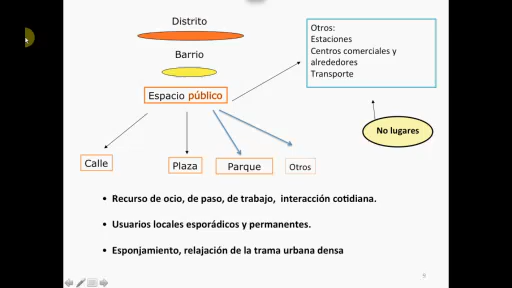 Distrito
Barrio
Espacio público
Otros:
Estaciones
Centros comerciales y
alrededores
Transporte
No lugares
Calle
Plaza
Parque
Otros
• Recurso de ocio, de paso, de trabajo, interacción cotidiana.
• Usuarios locales esporádicos y permanentes.
• Esponjamiento, relajación de la trama urbana densa